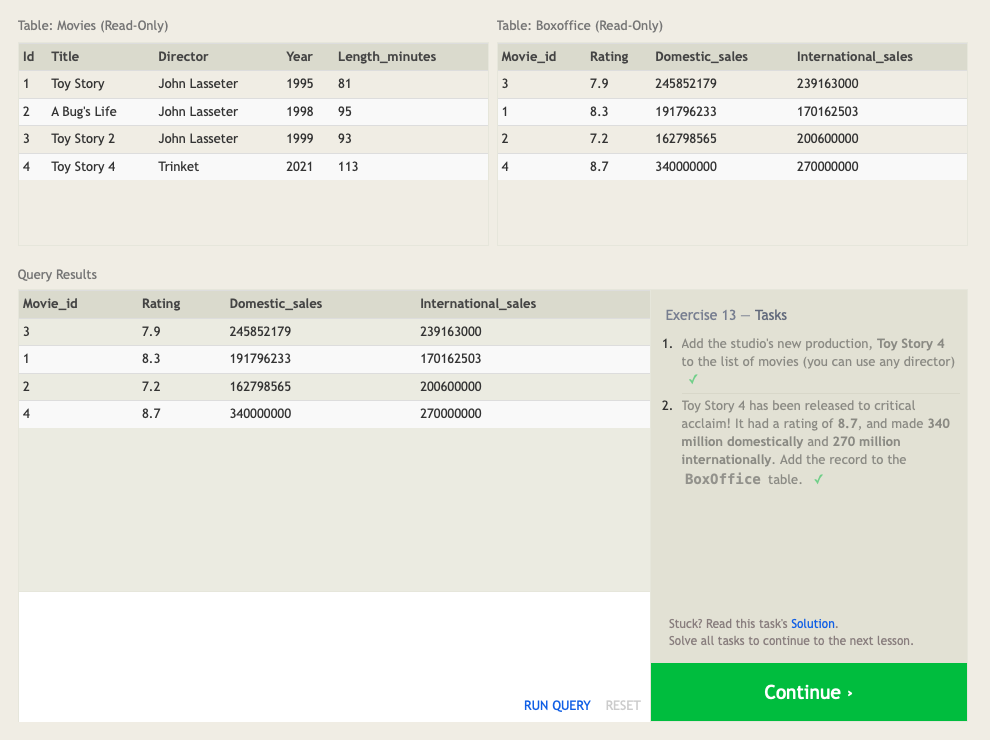 Table: Movies (Read-Only)
Id Title Director Year Length_minutes
1 Toy Story John Lasseter 1995 81
2 A Bug's Life John Lasseter 1998 95
3 Toy Story 2 John Lasseter 1999 93
4 Toy Story 4 Trinket 2021 113
Table: Boxoffice (Read-Only)
Movie_id Rating Domestic_sales International_sales
3 7.9 245852179 239163000
1 8.3 191796233 170162503
2 7.2 162798565 200600000
4 8.7 340000000 270000000
Query Results
Movie_id Rating Domestic_sales International_sales
3 7.9 245852179 239163000
1 8.3 191796233 170162503
2 7.2 162798565 200600000
4 8.7 340000000 270000000
RUN QUERY RESET
Exercise 13 — Tasks
1. Add the studio's new production, Toy Story 4
to the list of movies (you can use any director)
✓
2. Toy Story 4 has been released to critical
acclaim! It had a rating of 8.7, and made 340
million domestically and 270 million
internationally. Add the record to the
BoxOffice table. ✓
Stuck? Read this task's Solution.
Solve all tasks to continue to the next lesson.
Continue ›